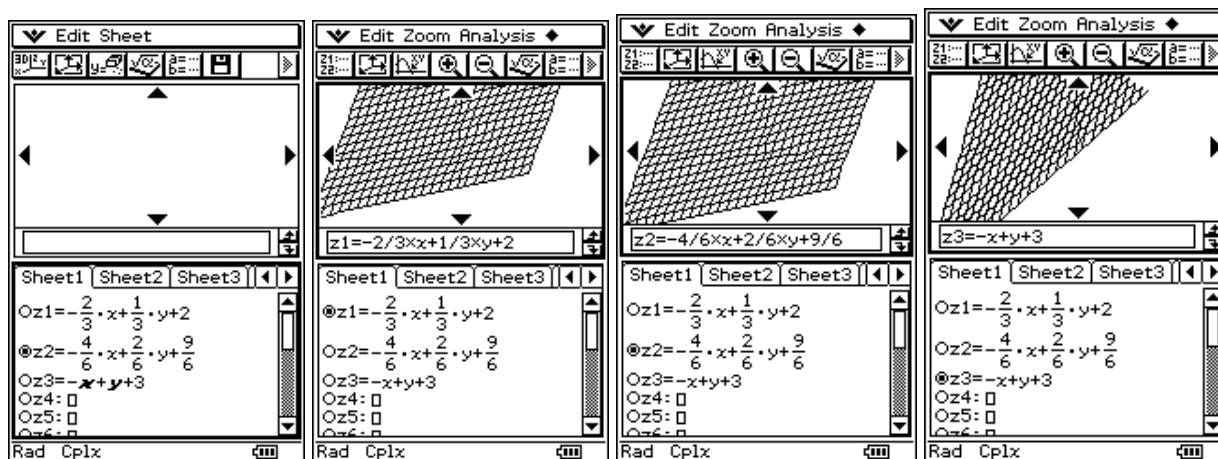 Edit Sheet
Sheet1 Sheet2 Sheet3
z1=-2/3·x+1/3·y+2
z2=-4/6·x+2/6·y+9/6
z3=-x+y+3
z4:
z5:
z6:
Rad Cplx
Edit Zoom Analysis
z1=-2/3×x+1/3×y+2
Sheet1 Sheet2 Sheet3
z1=-2/3·x+1/3·y+2
z2=-4/6·x+2/6·y+9/6
z3=-x+y+3
z4:
z5:
Rad Cplx
Edit Zoom Analysis
z2=-4/6×x+2/6×y+9/6
Sheet1 Sheet2 Sheet3
z1=-2/3·x+1/3·y+2
z2=-4/6·x+2/6·y+9/6
z3=-x+y+3
z4:
z5:
Rad Cplx
Edit Zoom Analysis
z3=-x+y+3
Sheet1 Sheet2 Sheet3
z1=-2/3·x+1/3·y+2
z2=-4/6·x+2/6·y+9/6
z3=-x+y+3
z4:
z5:
Rad Cplx